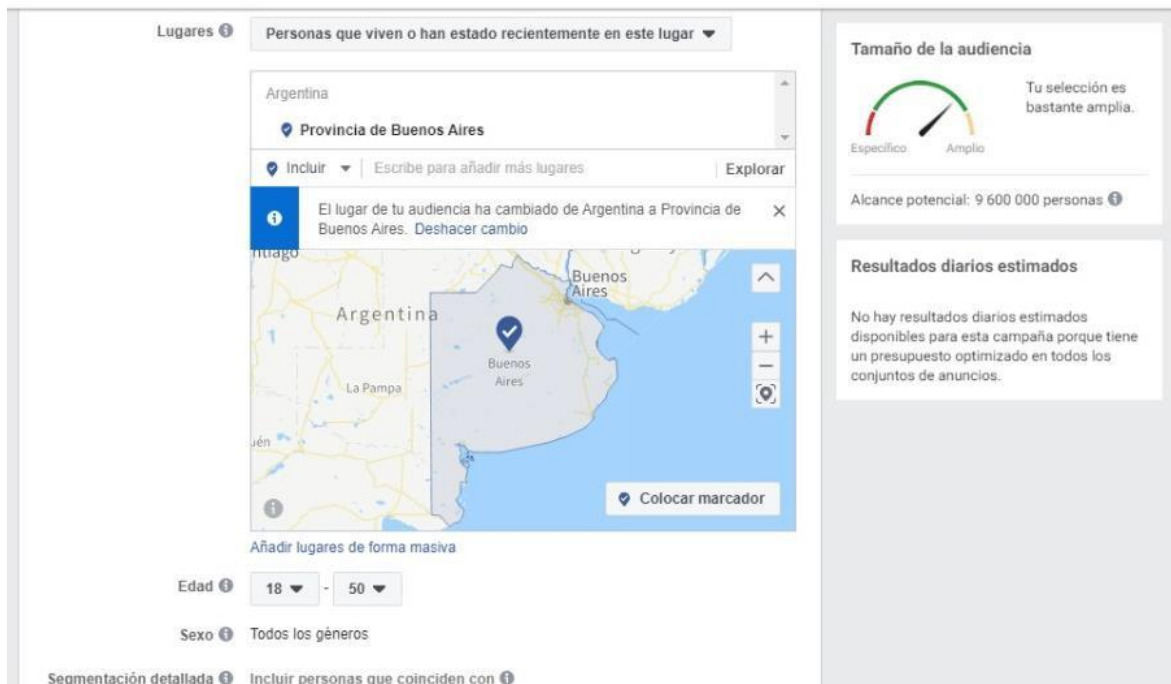 Lugares
Personas que viven o han estado recientemente en este lugar
Argentina
Provincia de Buenos Aires
Incluir
Escribe para añadir más lugares
Explorar
El lugar de tu audiencia ha cambiado de Argentina a Provincia de
Buenos Aires. Deshacer cambio
Buenos
Aires
Argentina
Buenos
Aires
La Pampa
Colocar marcador
Añadir lugares de forma masiva
Edad
18 - 50
Sexo
Todos los géneros
Segmentación detallada
Incluir personas que coinciden con
Tamaño de la audiencia
Tu selección es
bastante amplia.
Específico
Amplio
Alcance potencial: 9 600 000 personas
Resultados diarios estimados
No hay resultados diarios estimados
disponibles para esta campaña porque tiene
un presupuesto optimizado en todos los
conjuntos de anuncios.